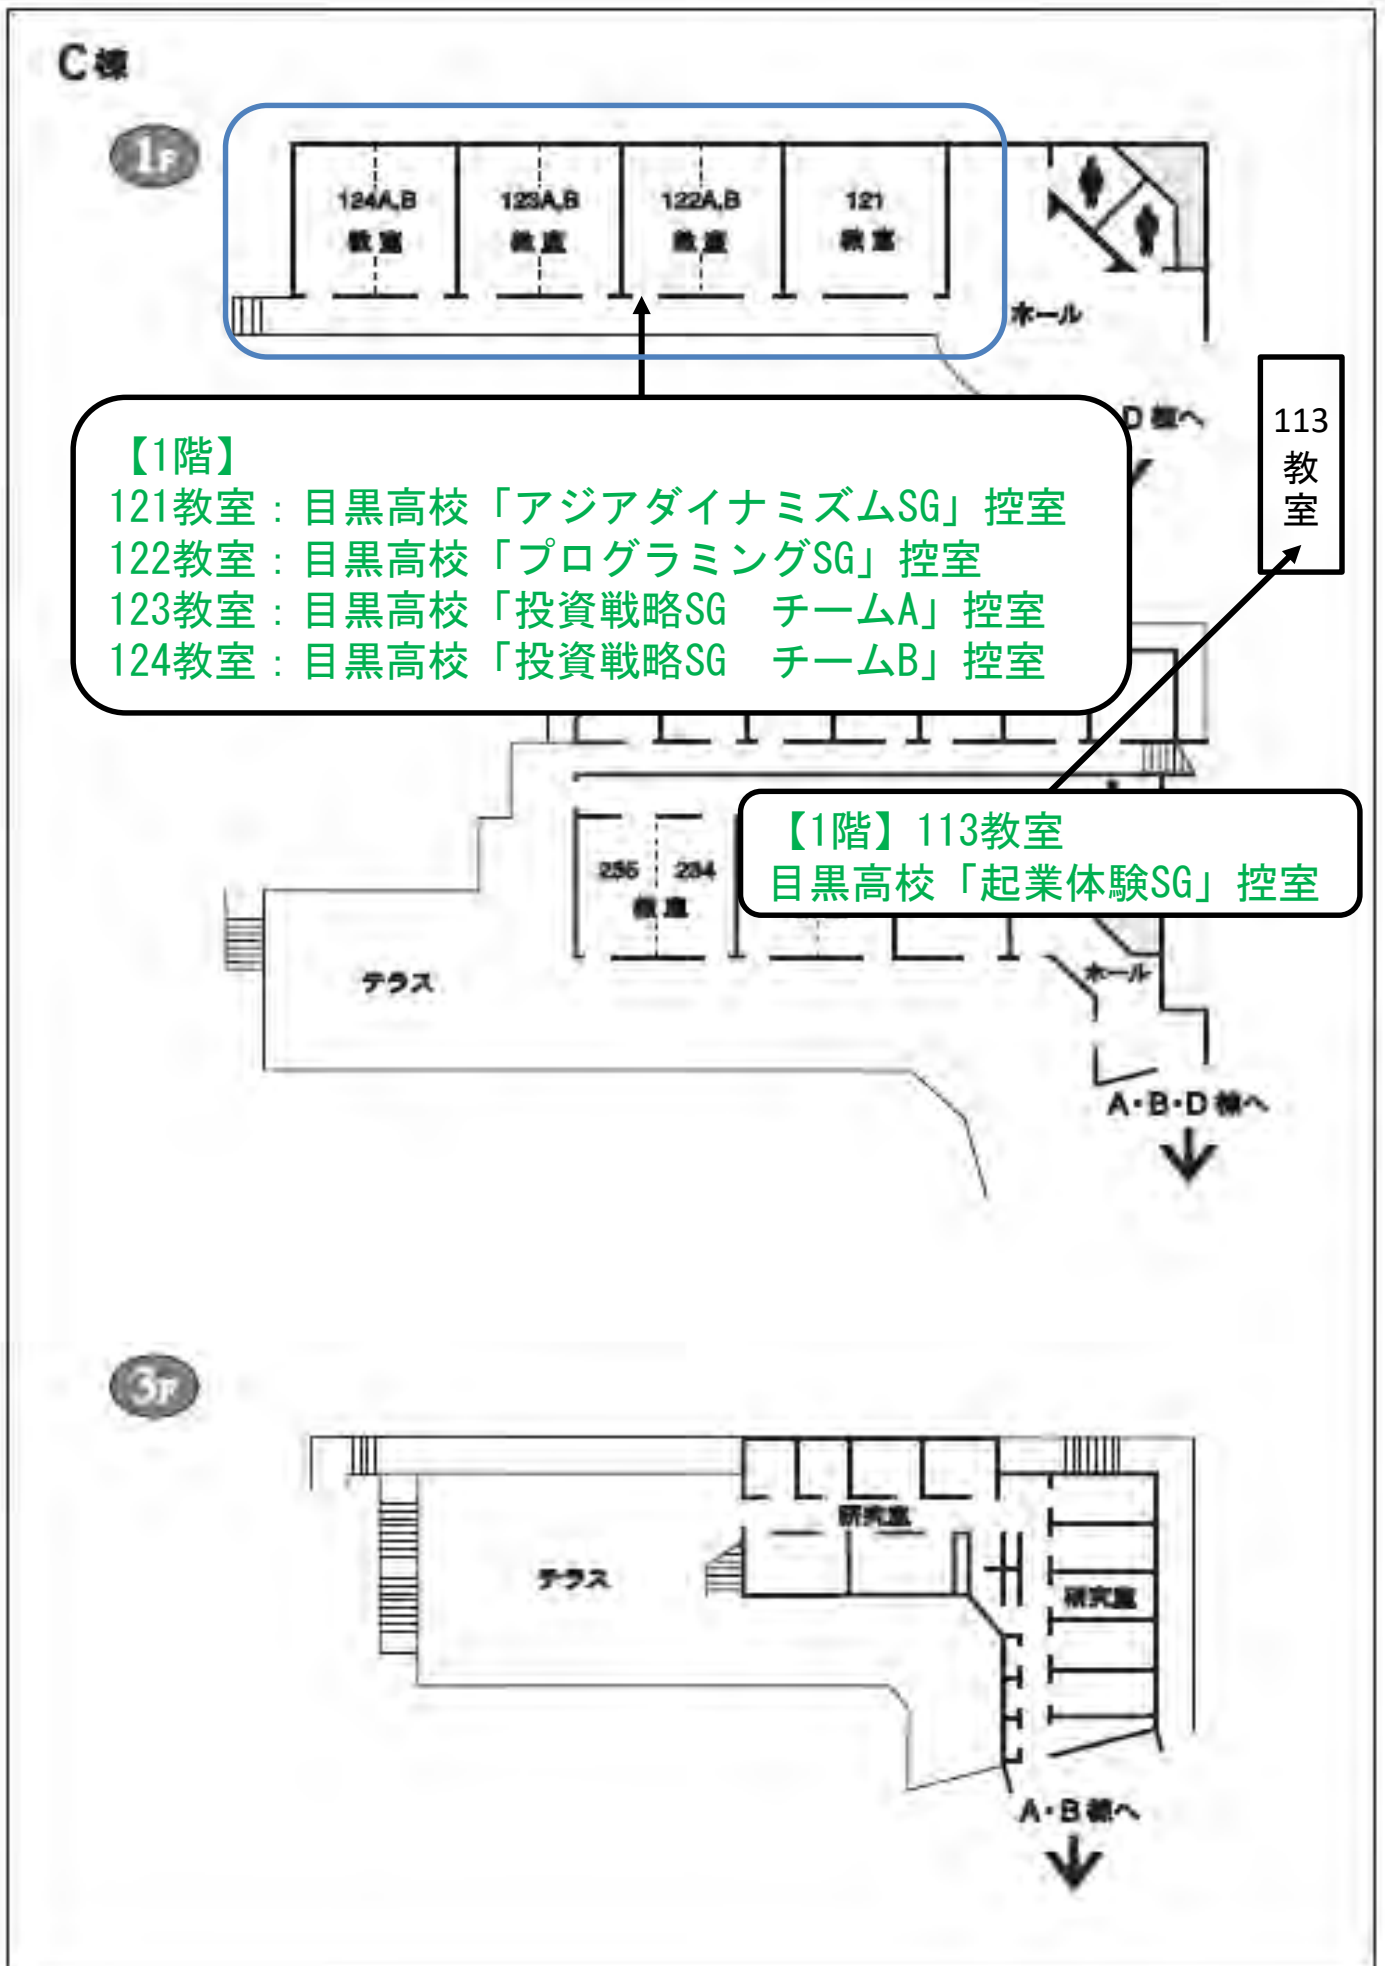 C棟
1F
124A,B
教室
123A,B
教室
122A,B
教室
121
教室
ホール
D棟へ
113
教
室
【1階】
121教室：目黒高校「アジアダイナミズムSG」控室
122教室：目黒高校「プログラミングSG」控室
123教室：目黒高校「投資戦略SG　チームA」控室
124教室：目黒高校「投資戦略SG　チームB」控室
【1階】113教室
目黒高校「起業体験SG」控室
235 234
教室
テラス
ホール
A・B・D棟へ
3F
研究室
テラス
研究室
A・B棟へ